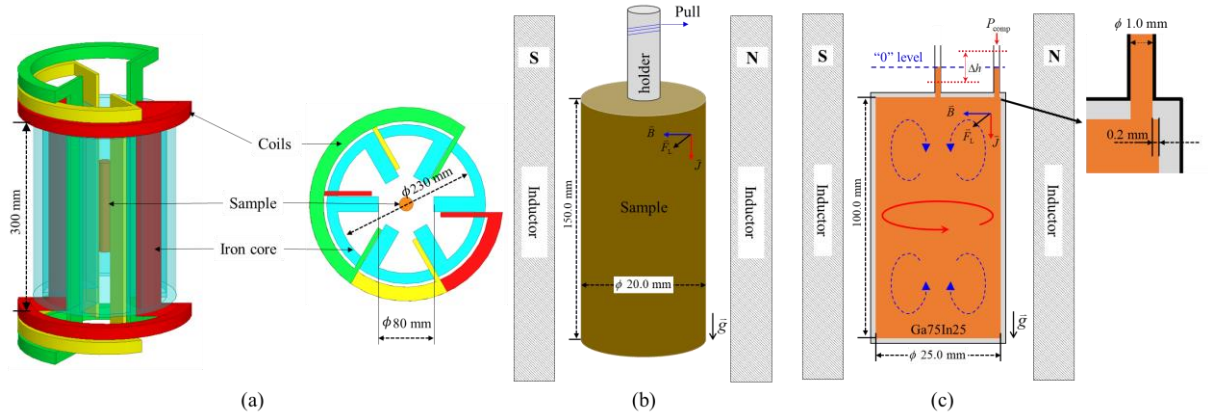 300 mm
Coils
Sample
Iron core
ϕ230 mm
ϕ80 mm
(a)
S
N
Inductor
Inductor
holder
Pull
150.0 mm
B⃗
F⃗L
J⃗
Sample
ϕ 20.0 mm
g⃗
(b)
S
N
Inductor
Inductor
Pcomp
"0" level
Δh
100.0 mm
B⃗
F⃗L
J⃗
Ga75In25
ϕ 25.0 mm
g⃗
ϕ 1.0 mm
0.2 mm
(c)